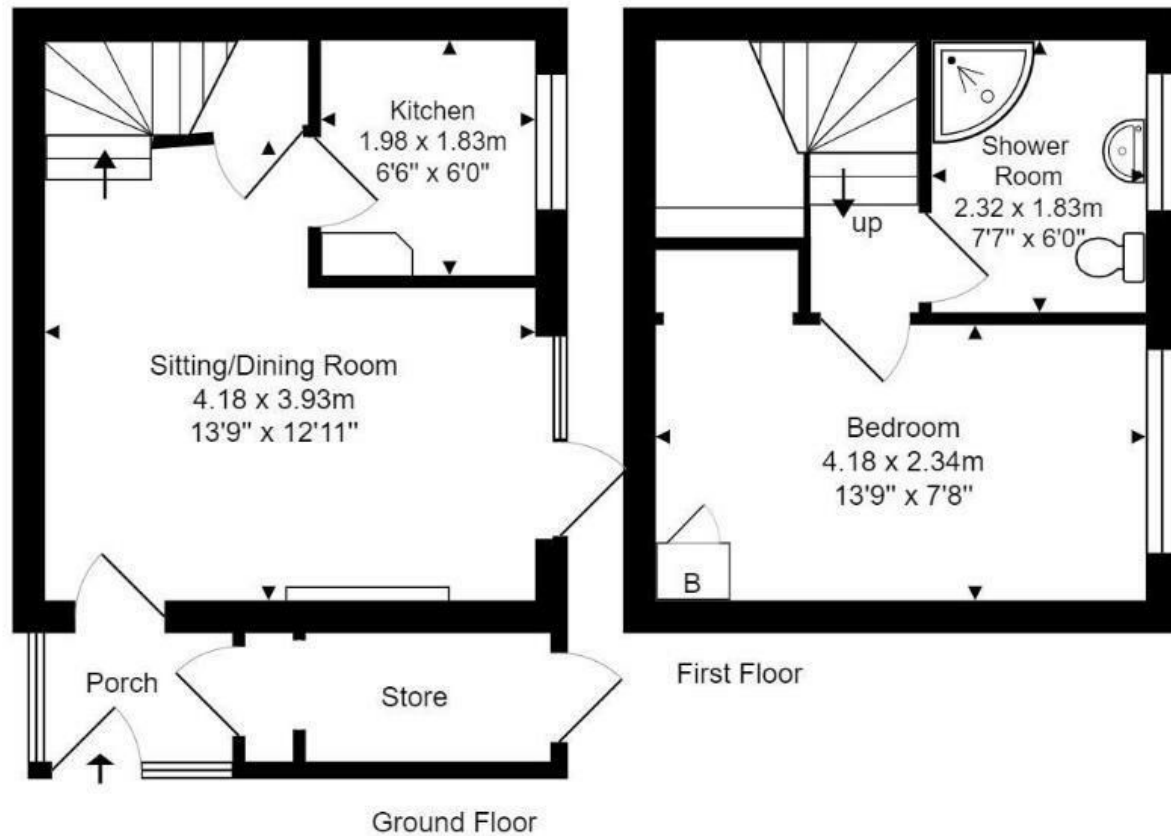 Kitchen
1.98 x 1.83m
6'6" x 6'0"
Sitting/Dining Room
4.18 x 3.93m
13'9" x 12'11"
Porch
Store
Ground Floor
up
Shower
Room
2.32 x 1.83m
7'7" x 6'0"
Bedroom
4.18 x 2.34m
13'9" x 7'8"
B
First Floor